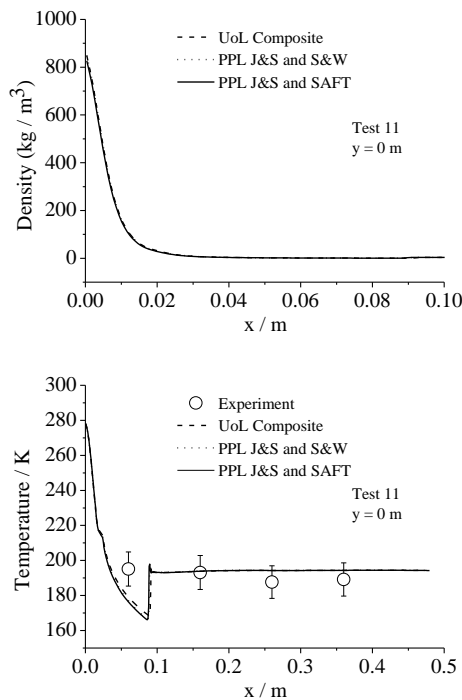 UoL Composite
PPL J&S and S&W
PPL J&S and SAFT
Test 11
y = 0 m
Density (kg / m³)
1000
800
600
400
200
0
0.00 0.02 0.04 0.06 0.08 0.10
x / m
Experiment
UoL Composite
PPL J&S and S&W
PPL J&S and SAFT
Test 11
y = 0 m
Temperature / K
300
280
260
240
220
200
180
160
0.0 0.1 0.2 0.3 0.4 0.5
x / m